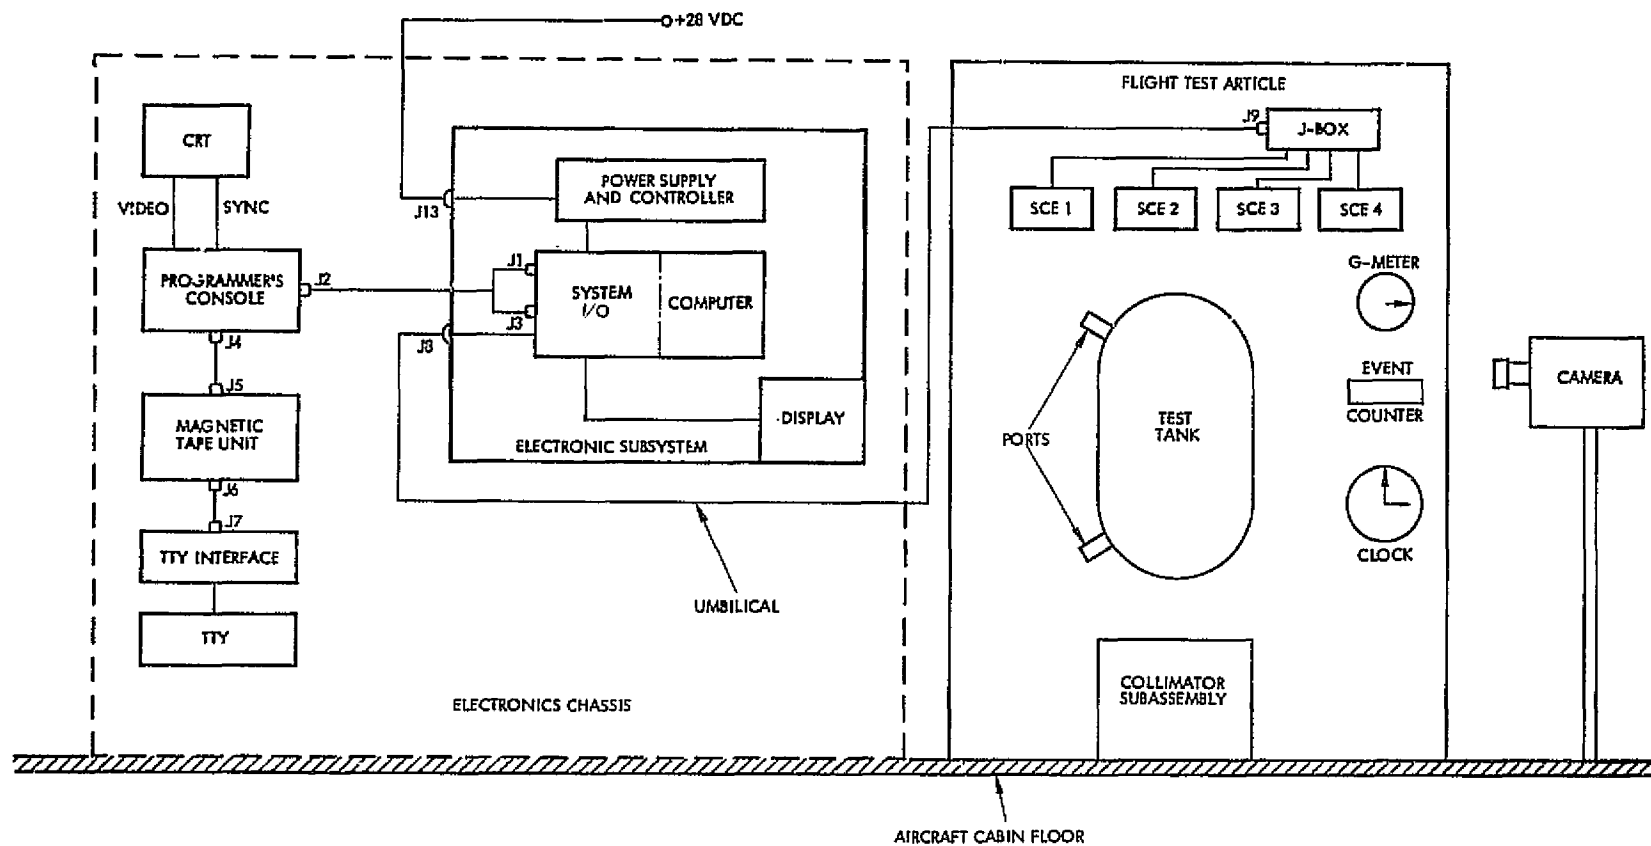 +28 VDC
FLIGHT TEST ARTICLE
CRT
VIDEO
SYNC
J9
J-BOX
POWER SUPPLY
AND CONTROLLER
J13
SCE 1
SCE 2
SCE 3
SCE 4
PROGRAMMER'S
CONSOLE
J2
J1
J3
SYSTEM
I/O
COMPUTER
G-METER
J4
J8
J5
MAGNETIC
TAPE UNIT
DISPLAY
ELECTRONIC SUBSYSTEM
EVENT
COUNTER
CAMERA
PORTS
TEST
TANK
J6
J7
TTY INTERFACE
CLOCK
UMBILICAL
TTY
COLLIMATOR
SUBASSEMBLY
ELECTRONICS CHASSIS
AIRCRAFT CABIN FLOOR